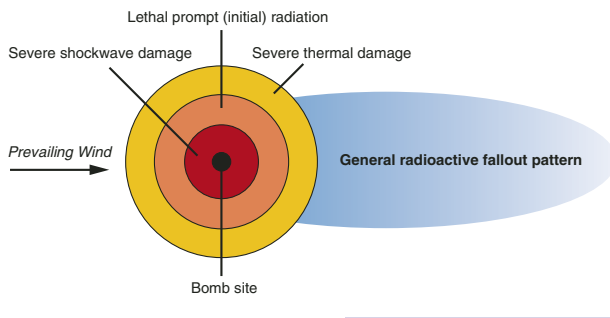 Lethal prompt (initial) radiation
Severe shockwave damage
Severe thermal damage
Prevailing Wind
General radioactive fallout pattern
Bomb site